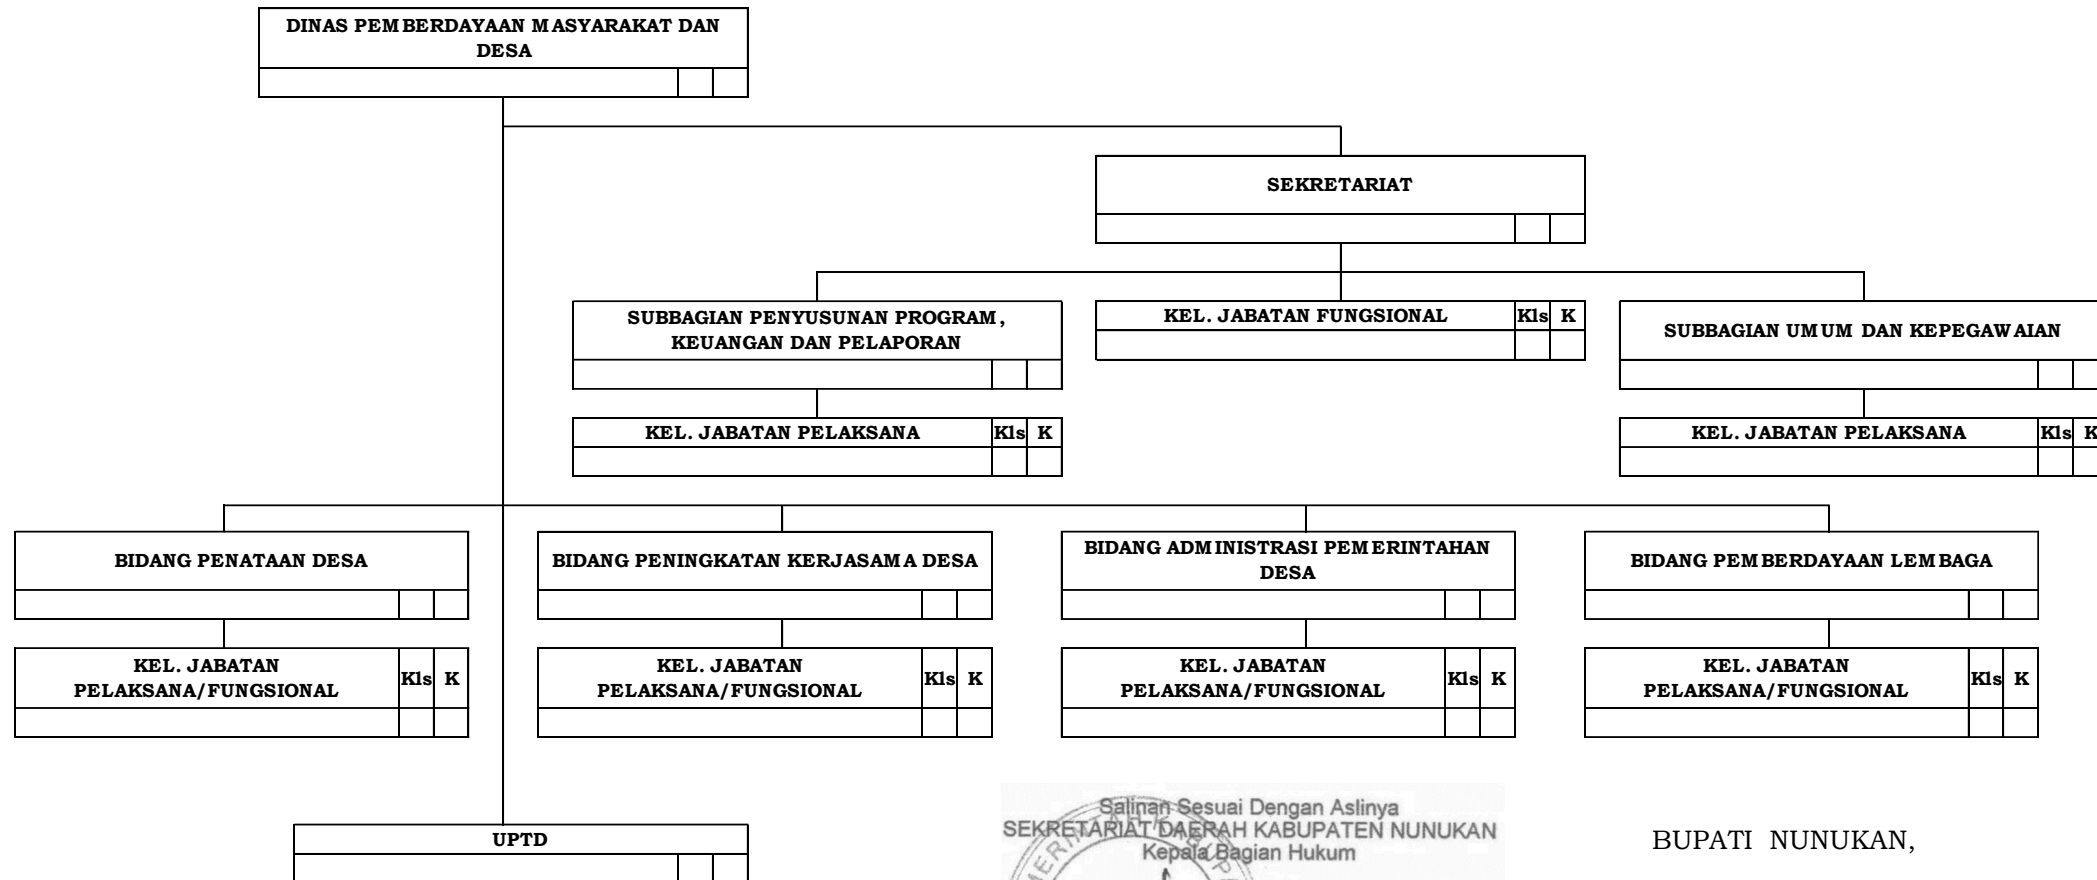 DINAS PEMBERDAYAAN MASYARAKAT DAN
DESA
SEKRETARIAT
SUBBAGIAN PENYUSUNAN PROGRAM,
KEUANGAN DAN PELAPORAN
KEL. JABATAN FUNGSIONAL Kls K
SUBBAGIAN UMUM DAN KEPEGAWAIAN
KEL. JABATAN PELAKSANA Kls K
KEL. JABATAN PELAKSANA Kls K
BIDANG PENATAAN DESA
BIDANG PENINGKATAN KERJASAMA DESA
BIDANG ADMINISTRASI PEMERINTAHAN
DESA
BIDANG PEMBERDAYAAN LEMBAGA
KEL. JABATAN
PELAKSANA/FUNGSIONAL Kls K
KEL. JABATAN
PELAKSANA/FUNGSIONAL Kls K
KEL. JABATAN
PELAKSANA/FUNGSIONAL Kls K
KEL. JABATAN
PELAKSANA/FUNGSIONAL Kls K
UPTD
Salinan Sesuai Dengan Aslinya
SEKRETARIAT DAERAH KABUPATEN NUNUKAN
Kepala Bagian Hukum
BUPATI NUNUKAN,